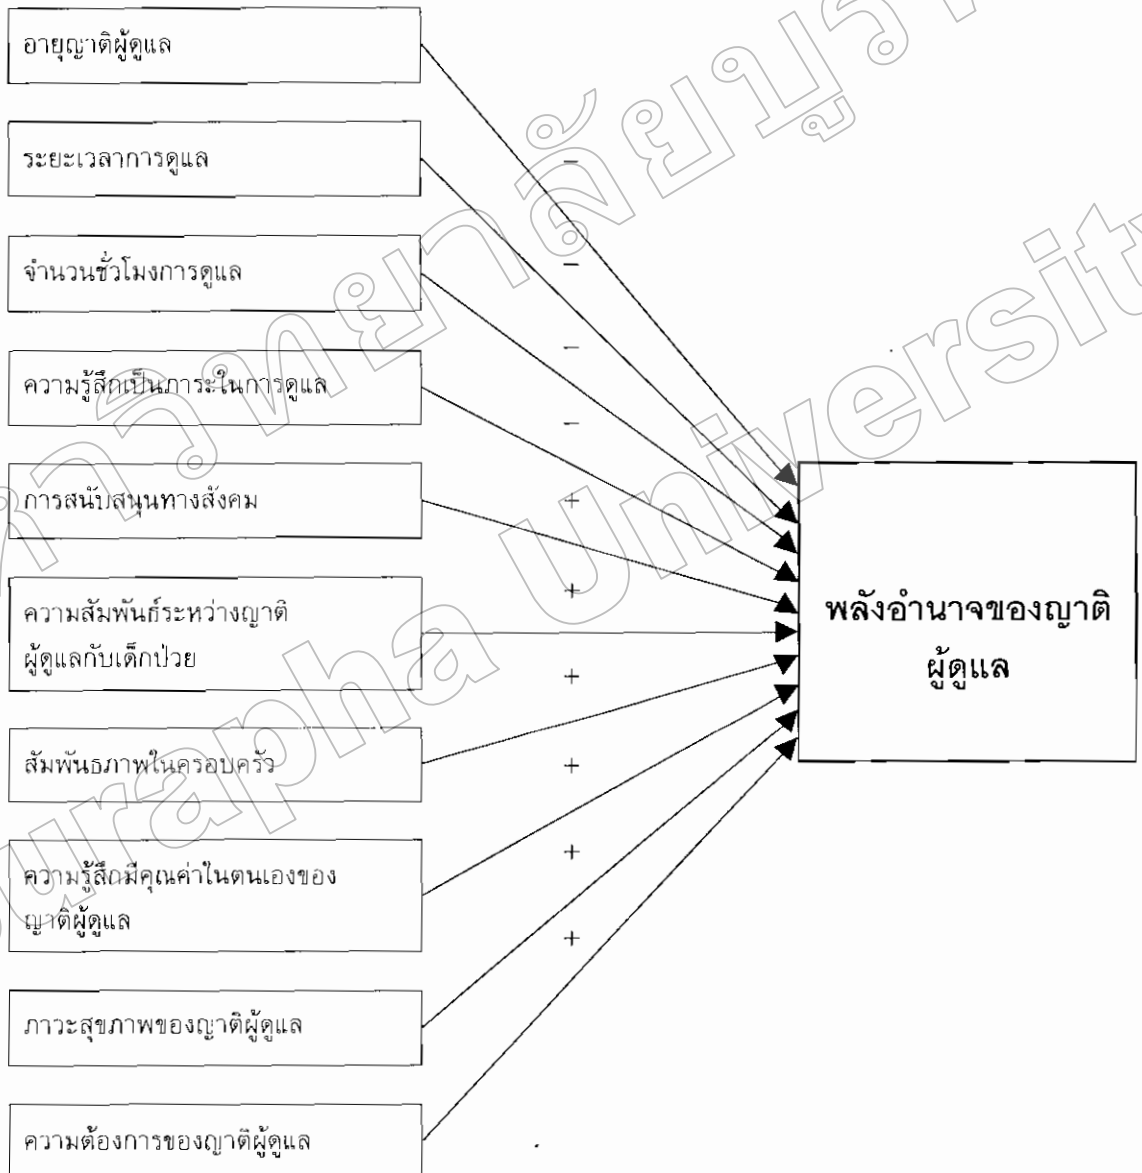 อายุญาติผู้ดูแล
ระยะเวลาการดูแล
จำนวนชั่วโมงการดูแล
ความรู้สึกเป็นภาระในการดูแล
การสนับสนุนทางสังคม
ความสัมพันธ์ระหว่างญาติ
ผู้ดูแลกับเด็กป่วย
สัมพันธภาพในครอบครัว
ความรู้สึกมีคุณค่าในตนเองของ
ญาติผู้ดูแล
ภาวะสุขภาพของญาติผู้ดูแล
ความต้องการของญาติผู้ดูแล
−
−
−
−
+
+
+
+
+
+
พลังอำนาจของญาติ
ผู้ดูแล
University